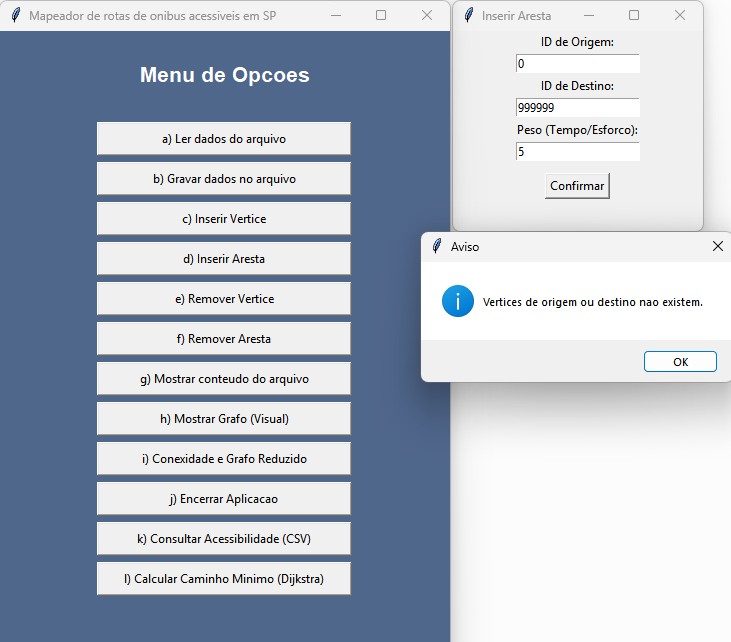 Mapeador de rotas de onibus acessiveis em SP
Menu de Opcoes
a) Ler dados do arquivo
b) Gravar dados no arquivo
c) Inserir Vertice
d) Inserir Aresta
e) Remover Vertice
f) Remover Aresta
g) Mostrar conteudo do arquivo
h) Mostrar Grafo (Visual)
i) Conexidade e Grafo Reduzido
j) Encerrar Aplicacao
k) Consultar Acessibilidade (CSV)
l) Calcular Caminho Minimo (Dijkstra)
Inserir Aresta
ID de Origem:
0
ID de Destino:
999999
Peso (Tempo/Esforco):
5
Confirmar
Aviso
Vertices de origem ou destino nao existem.
OK